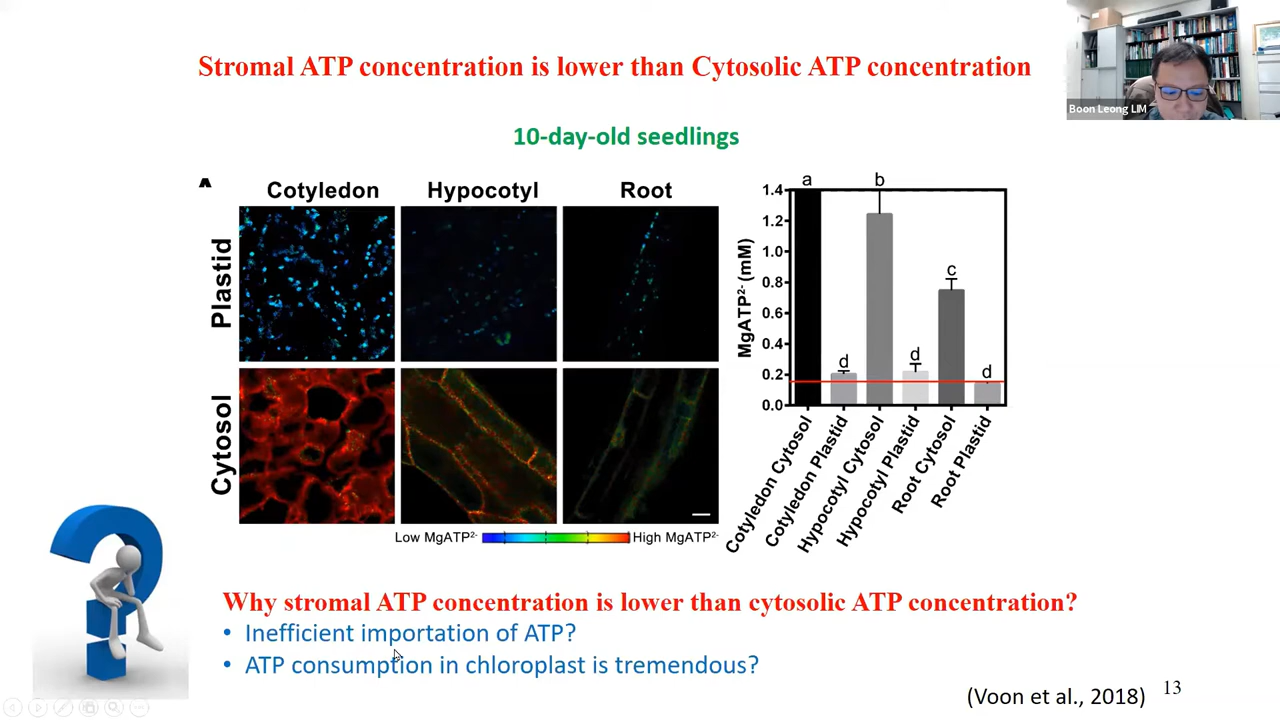 Stromal ATP concentration is lower than Cytosolic ATP concentration
Boon Leong LIM
10-day-old seedlings
A
Cotyledon Hypocotyl Root
Plastid
Cytosol
Low MgATP²⁻ High MgATP²⁻
MgATP²⁻ (mM)
1.4
1.2
1.0
0.8
0.6
0.4
0.2
0.0
a
d
b
d
c
d
Cotyledon Cytosol
Cotyledon Plastid
Hypocotyl Cytosol
Hypocotyl Plastid
Root Cytosol
Root Plastid
Why stromal ATP concentration is lower than cytosolic ATP concentration?
• Inefficient importation of ATP?
• ATP consumption in chloroplast is tremendous?
(Voon et al., 2018)
13